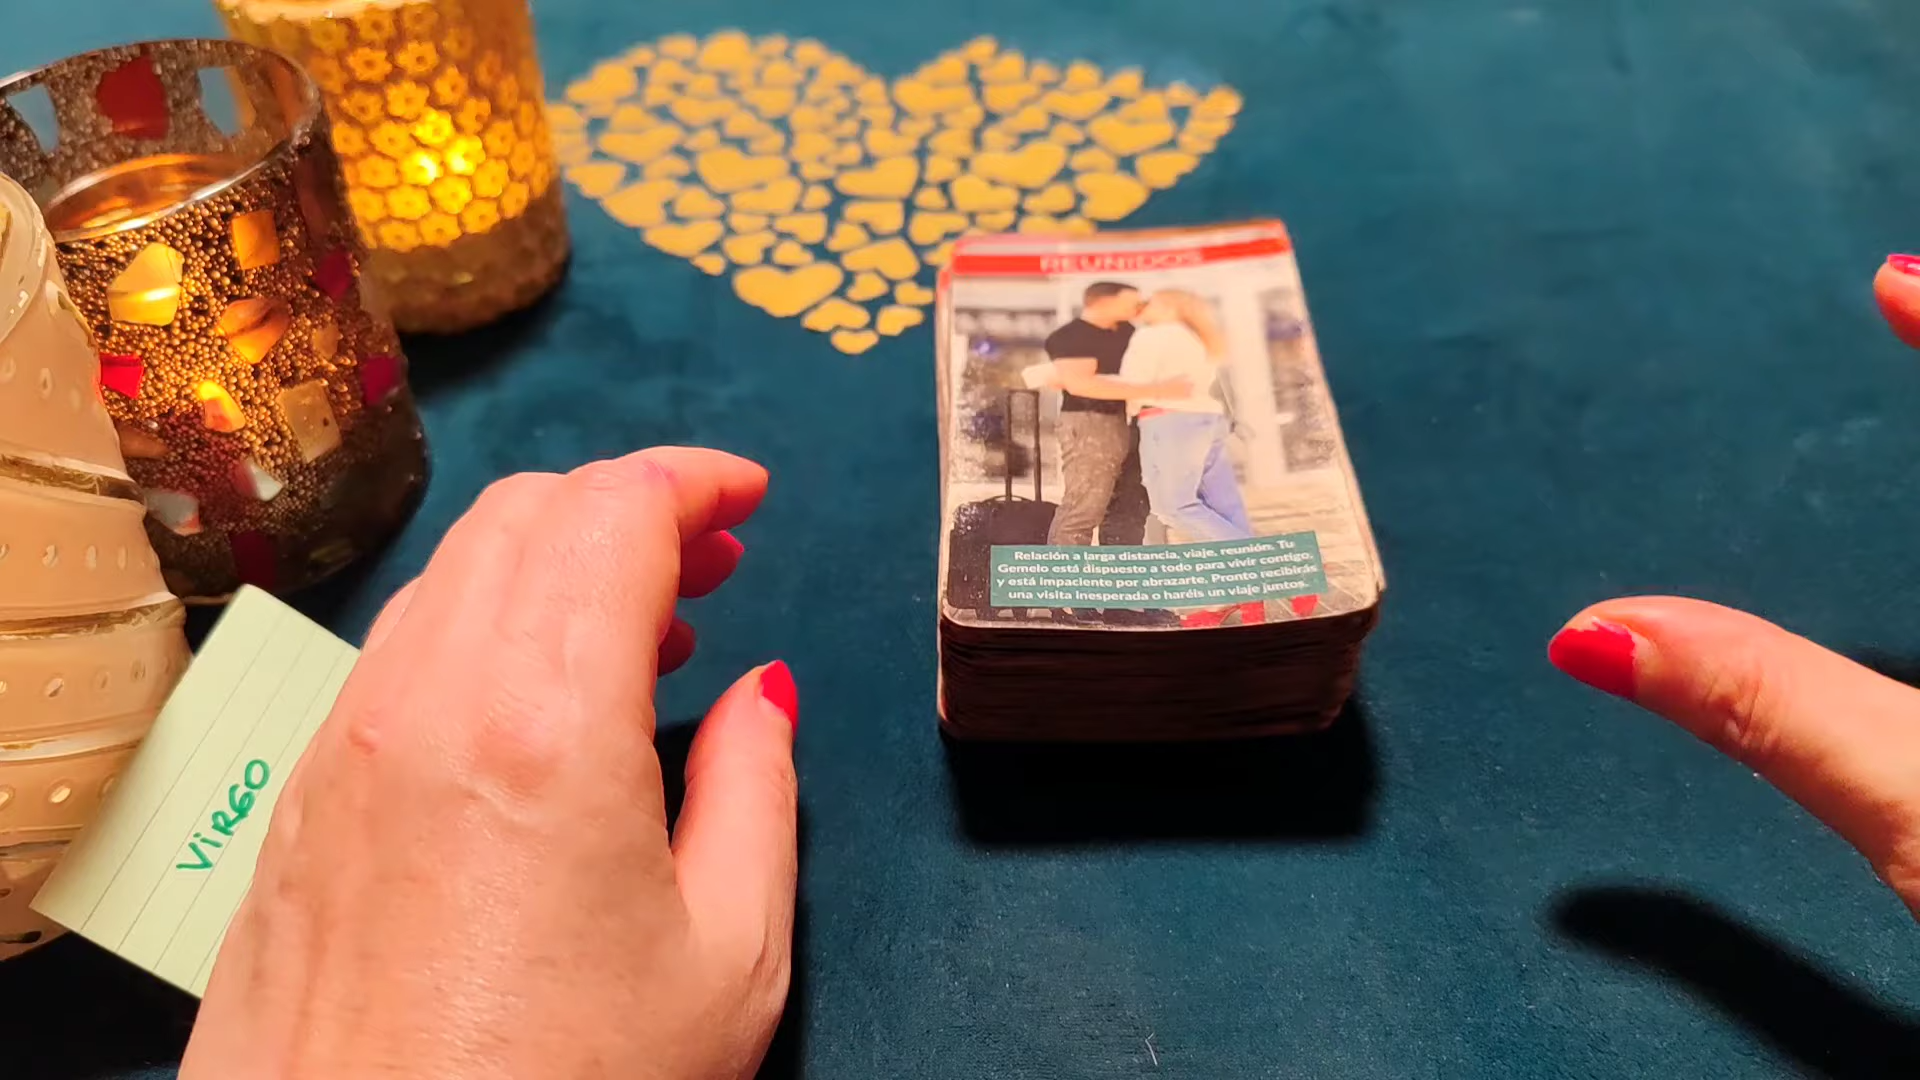 REUNIDOS
Relación a larga distancia, viaje, reunión. Tu
Gemelo está dispuesto a todo para vivir contigo,
y está impaciente por abrazarte. Pronto recibirás
una visita inesperada o haréis un viaje juntos.
ViRGO